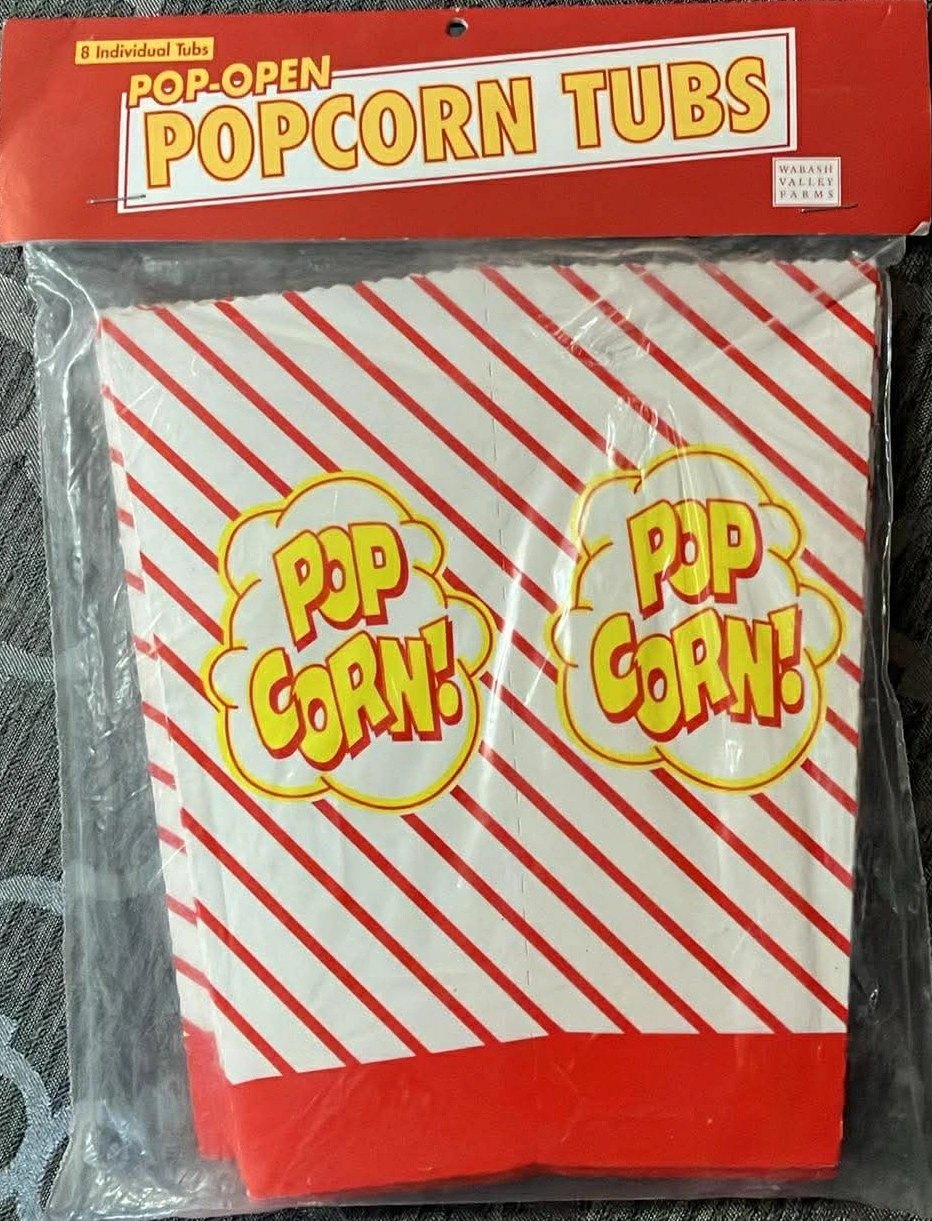 8 Individual Tubs
POP-OPEN
POPCORN TUBS
WABASH
VALLEY
FARMS
POP
CORN!
POP
CORN!